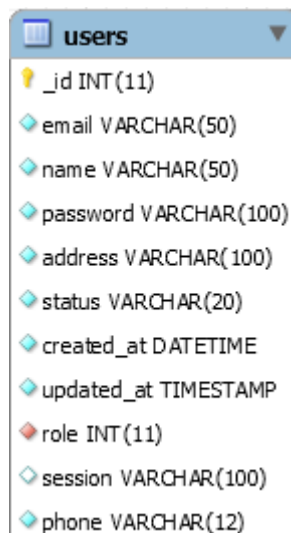 users
_id INT(11)
email VARCHAR(50)
name VARCHAR(50)
password VARCHAR(100)
address VARCHAR(100)
status VARCHAR(20)
created_at DATETIME
updated_at TIMESTAMP
role INT(11)
session VARCHAR(100)
phone VARCHAR(12)